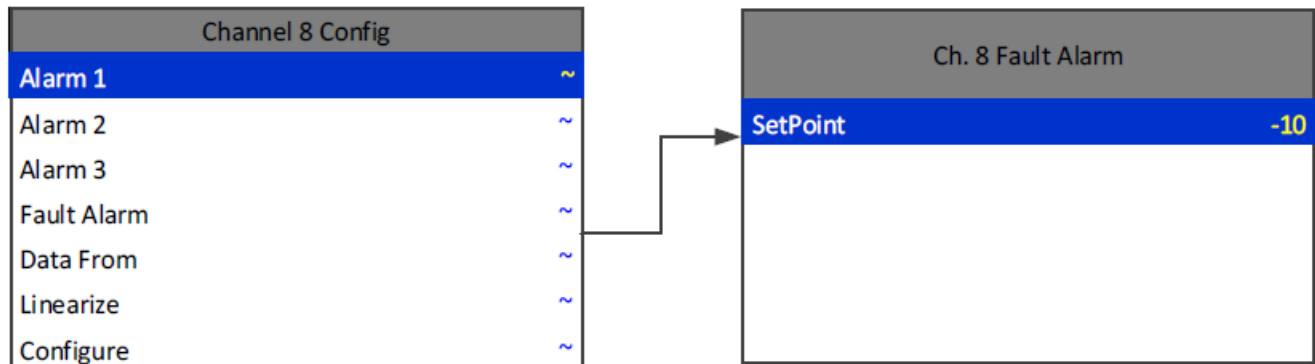 Channel 8 Config
Alarm 1 ~
Alarm 2 ~
Alarm 3 ~
Fault Alarm ~
Data From ~
Linearize ~
Configure ~
Ch. 8 Fault Alarm
SetPoint -10